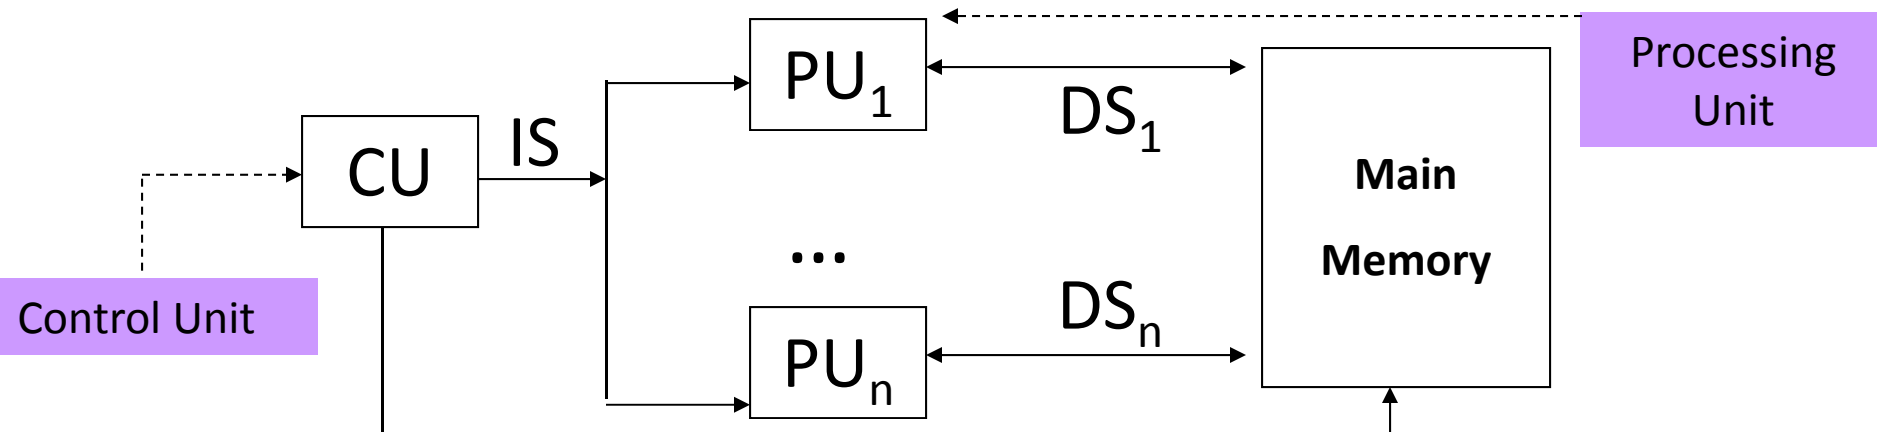 PU1
Processing
Unit
DS1
IS
CU
Main
Memory
...
Control Unit
DSn
PUn